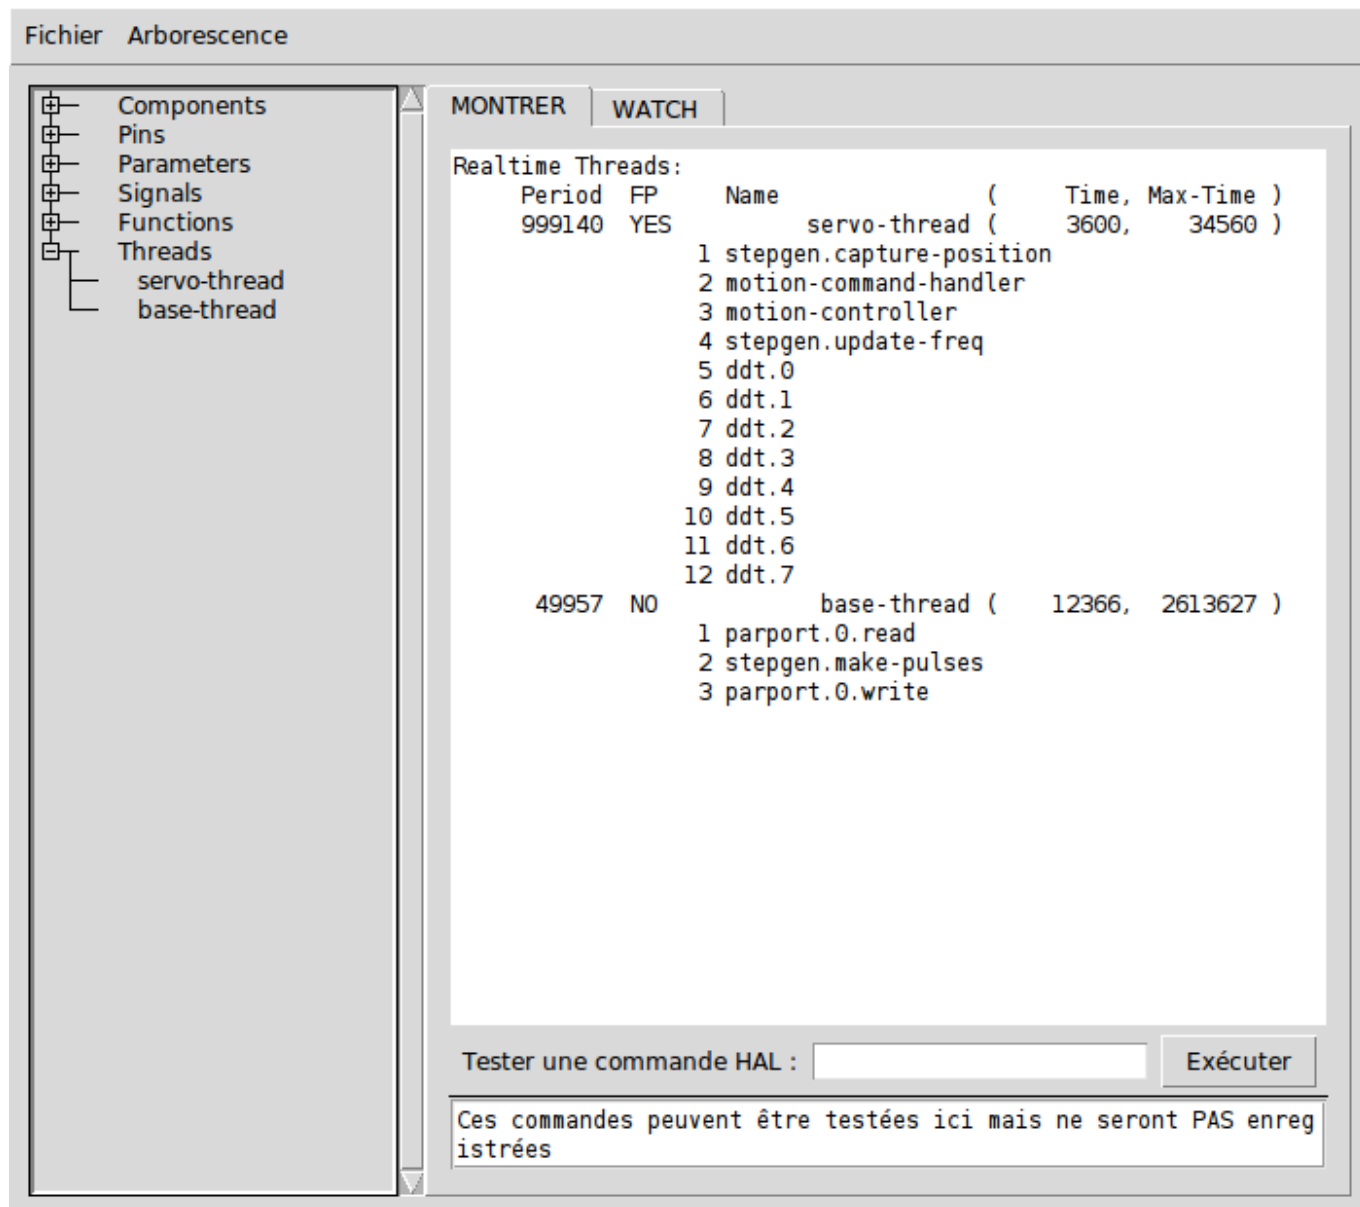 Fichier Arborescence
Components
Pins
Parameters
Signals
Functions
Threads
servo-thread
base-thread
MONTRER WATCH
Realtime Threads:
Period FP Name ( Time, Max-Time )
999140 YES servo-thread ( 3600, 34560 )
1 stepgen.capture-position
2 motion-command-handler
3 motion-controller
4 stepgen.update-freq
5 ddt.0
6 ddt.1
7 ddt.2
8 ddt.3
9 ddt.4
10 ddt.5
11 ddt.6
12 ddt.7
49957 NO base-thread ( 12366, 2613627 )
1 parport.0.read
2 stepgen.make-pulses
3 parport.0.write
Tester une commande HAL :
Exécuter
Ces commandes peuvent être testées ici mais ne seront PAS enreg
istrées